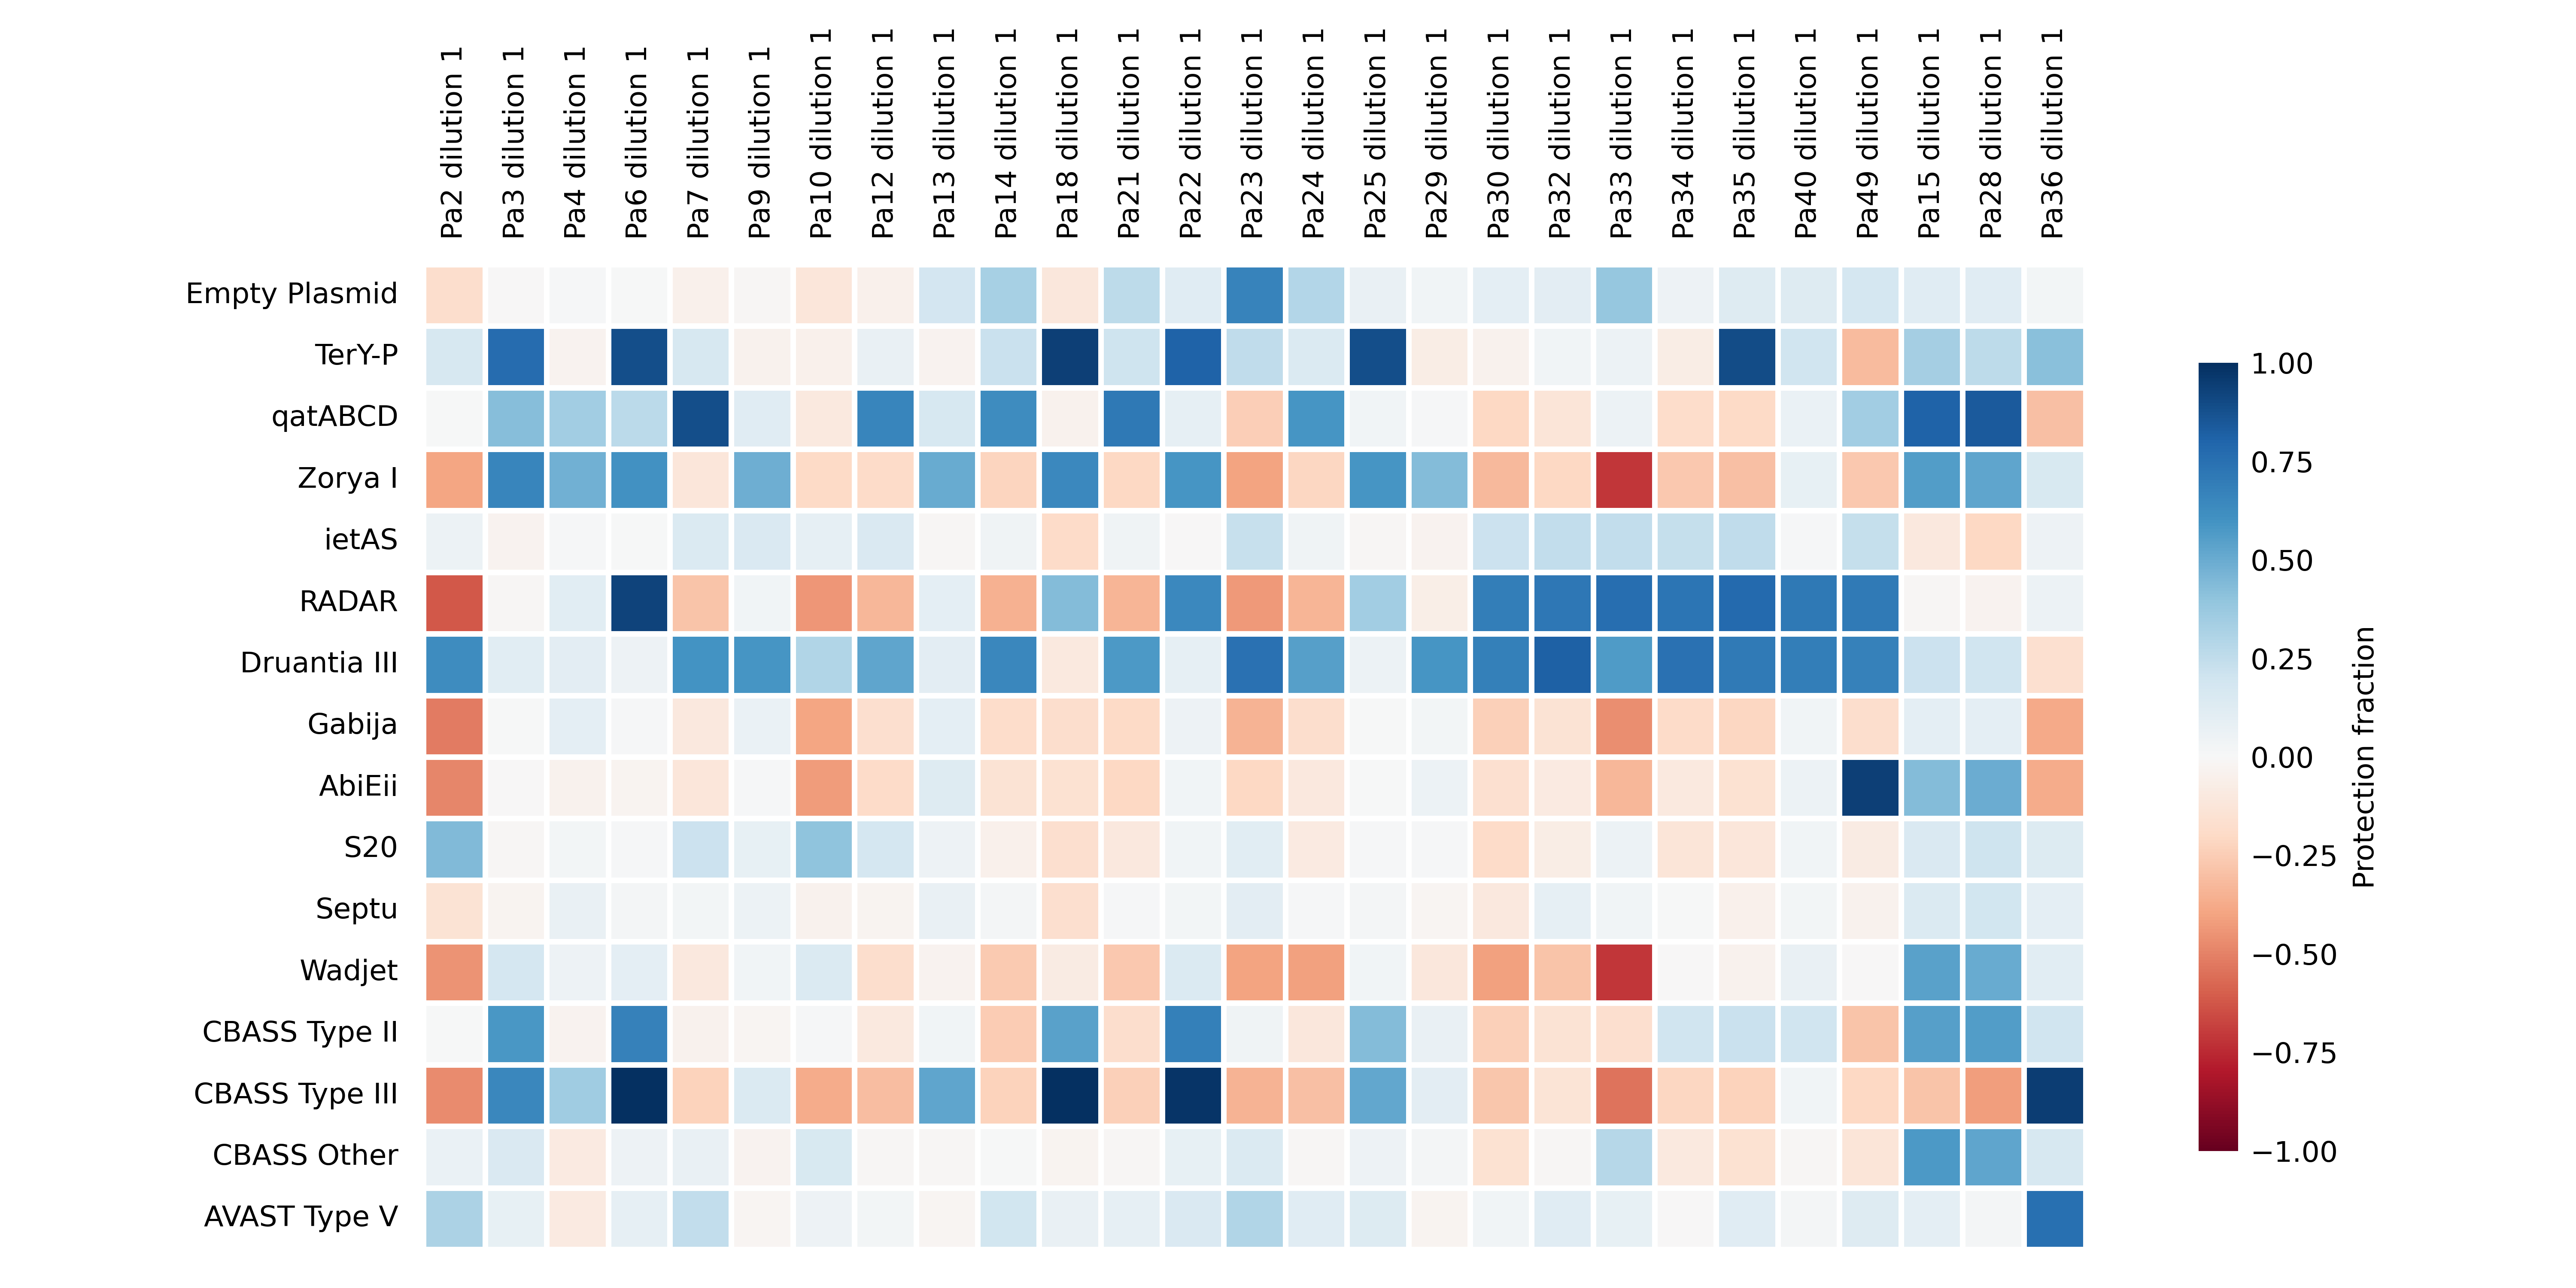 Pa2 dilution 1
Pa3 dilution 1
Pa4 dilution 1
Pa6 dilution 1
Pa7 dilution 1
Pa9 dilution 1
Pa10 dilution 1
Pa12 dilution 1
Pa13 dilution 1
Pa14 dilution 1
Pa18 dilution 1
Pa21 dilution 1
Pa22 dilution 1
Pa23 dilution 1
Pa24 dilution 1
Pa25 dilution 1
Pa29 dilution 1
Pa30 dilution 1
Pa32 dilution 1
Pa33 dilution 1
Pa34 dilution 1
Pa35 dilution 1
Pa40 dilution 1
Pa49 dilution 1
Pa15 dilution 1
Pa28 dilution 1
Pa36 dilution 1
Empty Plasmid
TerY-P
qatABCD
Zorya I
ietAS
RADAR
Druantia III
Gabija
AbiEii
S20
Septu
Wadjet
CBASS Type II
CBASS Type III
CBASS Other
AVAST Type V
1.00
0.75
0.50
0.25
0.00
−0.25
−0.50
−0.75
−1.00
Protection fraction